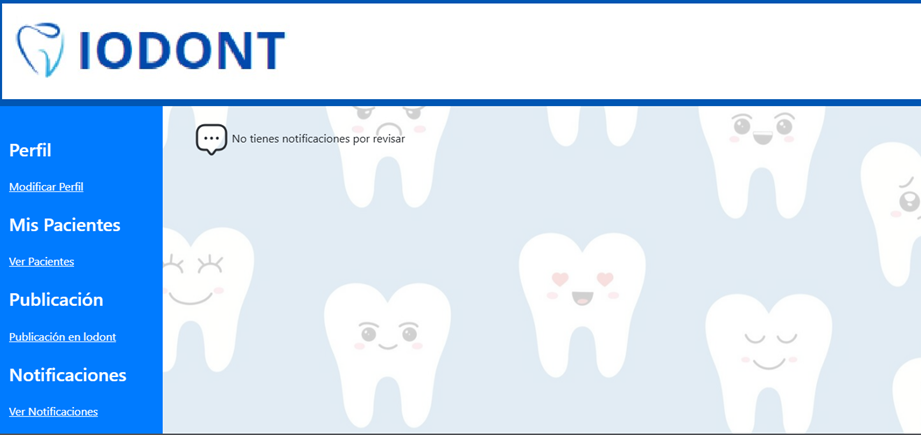 IODONT
Perfil
Modificar Perfil
Mis Pacientes
Ver Pacientes
Publicación
Publicación en Iodont
Notificaciones
Ver Notificaciones
No tienes notificaciones por revisar